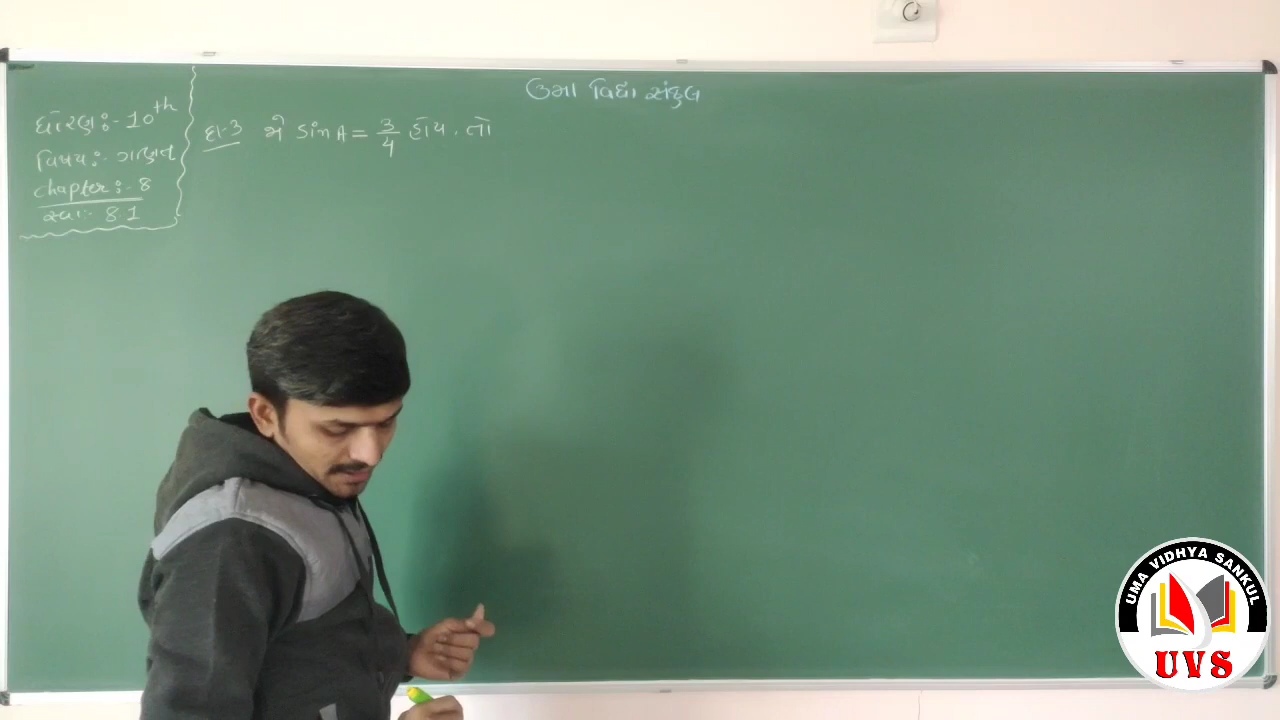 ઉમા વિદ્યા સંકુલ
ધોરણ :- 10th
વિષય :- ગણિત
chapter :- 8
સ્વા :- 8.1
દા-3 જો sin A = 3/4 હોય. તો
UMA VIDHYA SANKUL
UVS